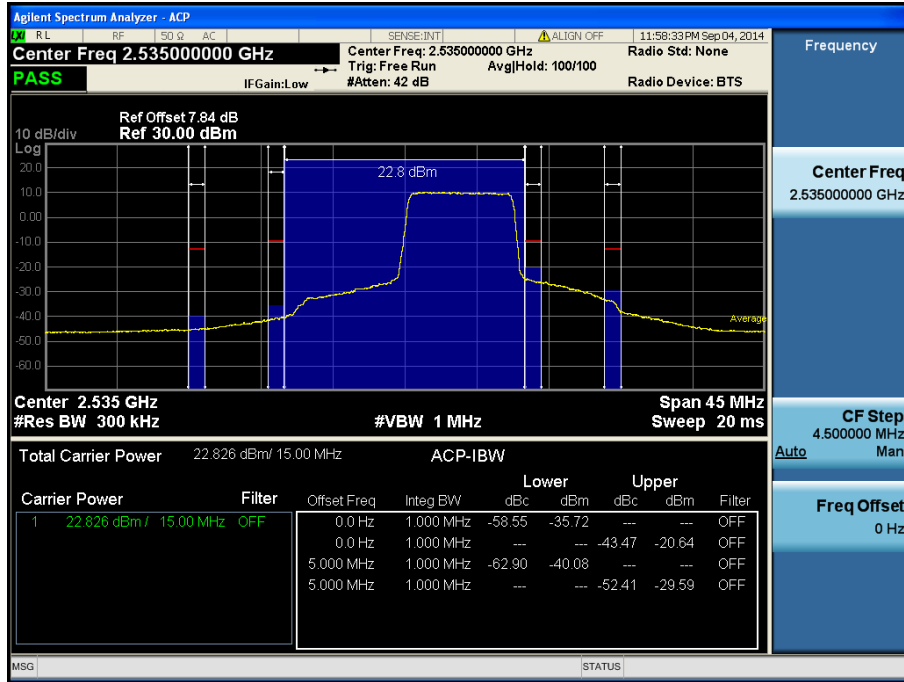 Agilent Spectrum Analyzer - ACP
LXI RL RF 50 Ω AC SENSE:INT ALIGN OFF 11:58:33 PM Sep 04, 2014
Center Freq 2.535000000 GHz
Center Freq: 2.535000000 GHz Radio Std: None
Trig: Free Run Avg|Hold: 100/100
PASS
IFGain:Low #Atten: 42 dB Radio Device: BTS
Ref Offset 7.84 dB
10 dB/div Ref 30.00 dBm
Log
20.0
22.8 dBm
10.0
0.00
-10.0
-20.0
-30.0
-40.0
Average
-50.0
-60.0
Center 2.535 GHz Span 45 MHz
#Res BW 300 kHz #VBW 1 MHz Sweep 20 ms
Total Carrier Power 22.826 dBm/ 15.00 MHz ACP-IBW
Lower Upper
Carrier Power Filter Offset Freq Integ BW dBc dBm dBc dBm Filter
1 22.826 dBm / 15.00 MHz OFF 0.0 Hz 1.000 MHz -58.55 -35.72 --- --- OFF
0.0 Hz 1.000 MHz --- --- -43.47 -20.64 OFF
5.000 MHz 1.000 MHz -62.90 -40.08 --- --- OFF
5.000 MHz 1.000 MHz --- --- -52.41 -29.59 OFF
MSG STATUS
Frequency
Center Freq
2.535000000 GHz
CF Step
4.500000 MHz
Auto Man
Freq Offset
0 Hz